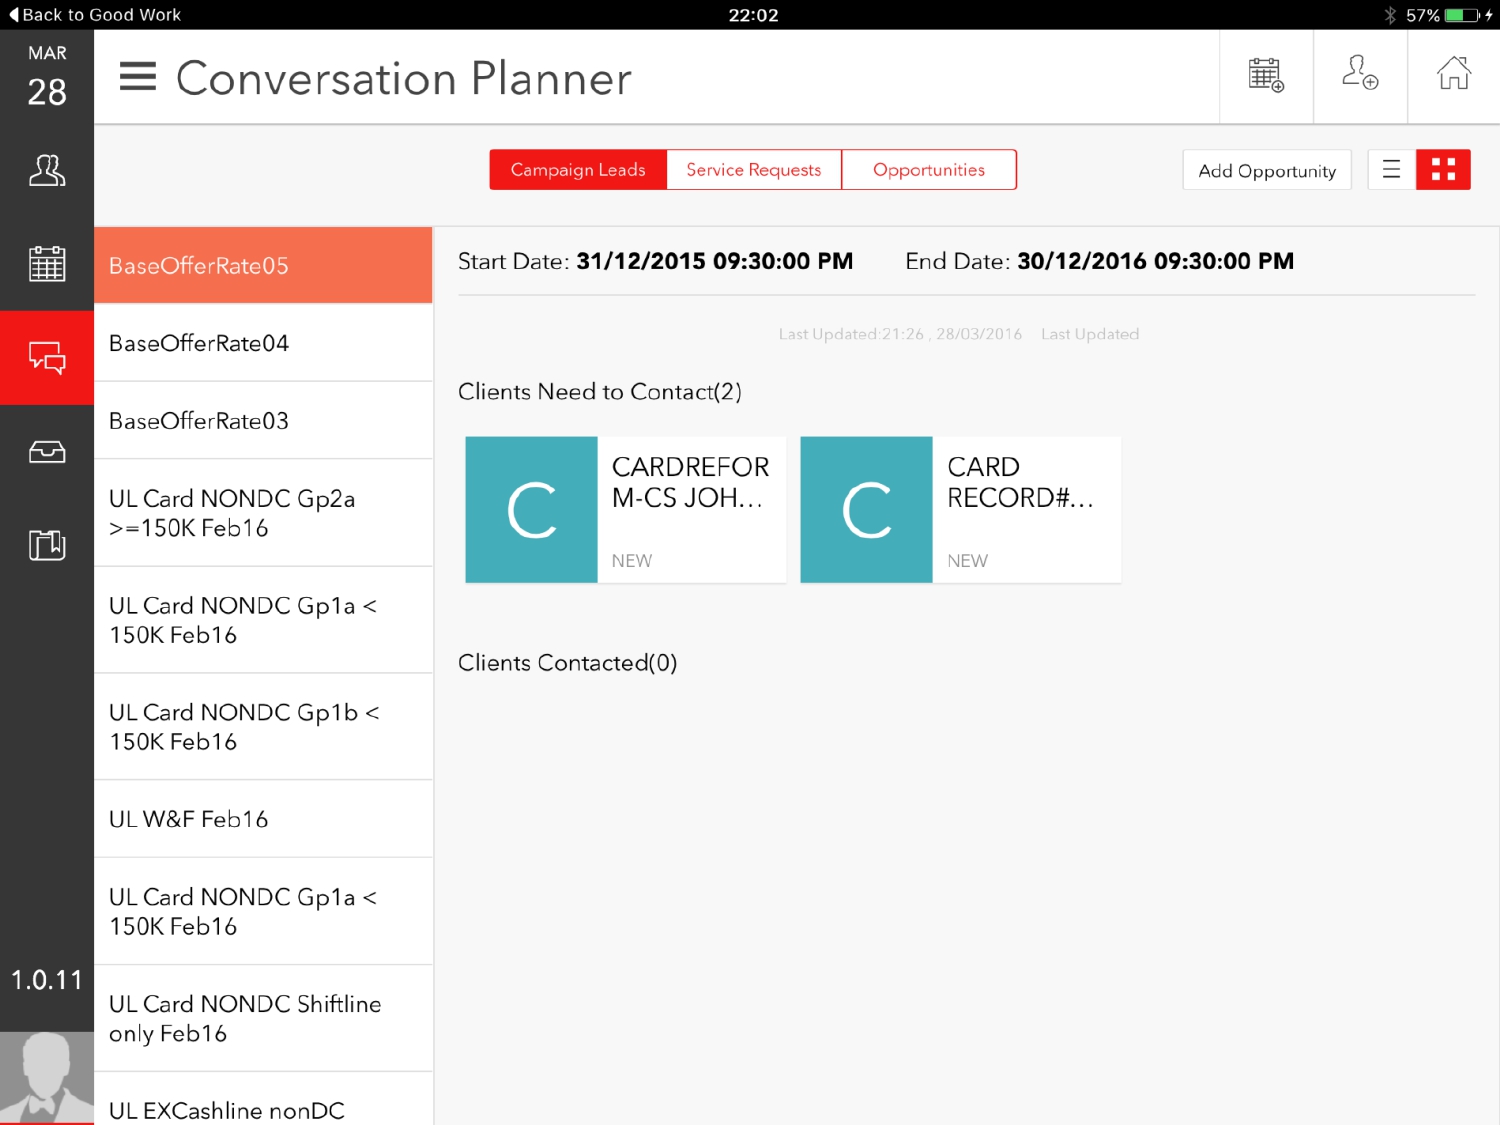 Back to Good Work
22:02
57%
MAR
28
Conversation Planner
Campaign Leads
Service Requests
Opportunities
Add Opportunity
BaseOfferRate05
BaseOfferRate04
BaseOfferRate03
UL Card NONDC Gp2a
>=150K Feb16
UL Card NONDC Gp1a <
150K Feb16
UL Card NONDC Gp1b <
150K Feb16
UL W&F Feb16
UL Card NONDC Gp1a <
150K Feb16
UL Card NONDC Shiftline
only Feb16
UL EXCashline nonDC
1.0.11
Start Date: 31/12/2015 09:30:00 PM
End Date: 30/12/2016 09:30:00 PM
Last Updated:21:26 , 28/03/2016 Last Updated
Clients Need to Contact(2)
C
CARDREFOR
M-CS JOH...
NEW
C
CARD
RECORD#...
NEW
Clients Contacted(0)